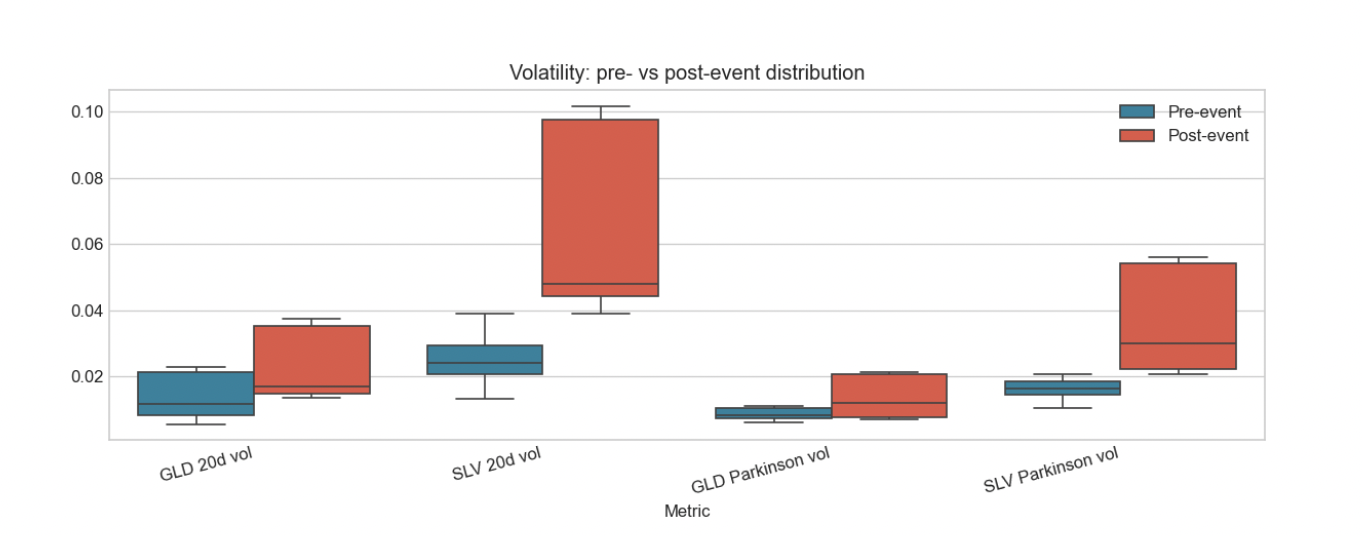 Volatility: pre- vs post-event distribution
Pre-event
Post-event
0.10
0.08
0.06
0.04
0.02
GLD 20d vol
SLV 20d vol
GLD Parkinson vol
SLV Parkinson vol
Metric